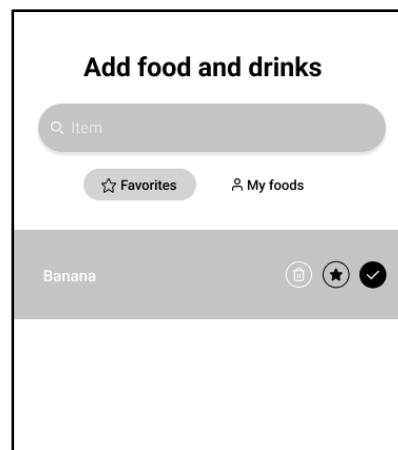 Add food and drinks
Item
Favorites
My foods
Banana